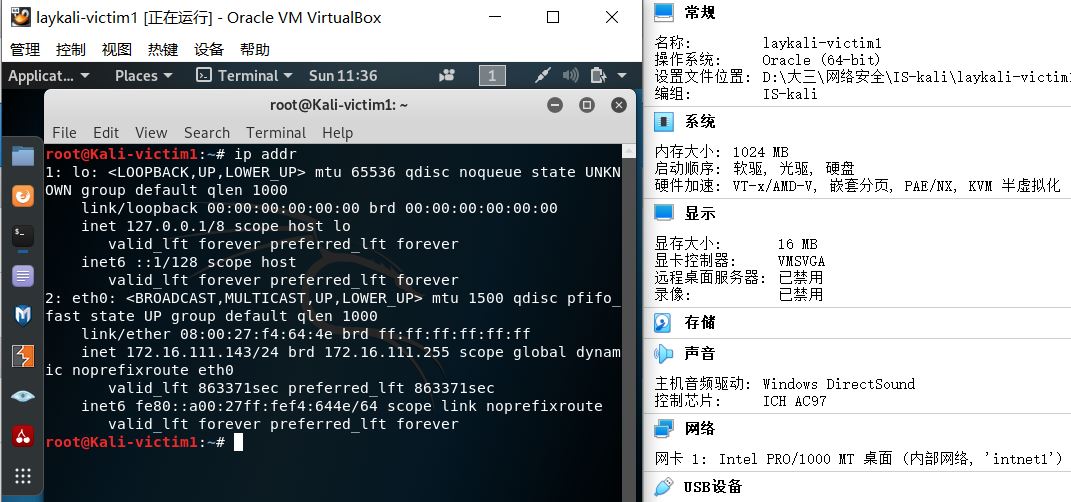 laykali-victim1 [正在运行] - Oracle VM VirtualBox
管理 控制 视图 热键 设备 帮助
Applicat... Places Terminal Sun 11:36 1
root@Kali-victim1: ~
File Edit View Search Terminal Help
root@Kali-victim1:~# ip addr
1: lo: <LOOPBACK,UP,LOWER_UP> mtu 65536 qdisc noqueue state UNKN
OWN group default qlen 1000
link/loopback 00:00:00:00:00:00 brd 00:00:00:00:00:00
inet 127.0.0.1/8 scope host lo
valid_lft forever preferred_lft forever
inet6 ::1/128 scope host
valid_lft forever preferred_lft forever
2: eth0: <BROADCAST,MULTICAST,UP,LOWER_UP> mtu 1500 qdisc pfifo_
fast state UP group default qlen 1000
link/ether 08:00:27:f4:64:4e brd ff:ff:ff:ff:ff:ff
inet 172.16.111.143/24 brd 172.16.111.255 scope global dynam
ic noprefixroute eth0
valid_lft 863371sec preferred_lft 863371sec
inet6 fe80::a00:27ff:fef4:644e/64 scope link noprefixroute
valid_lft forever preferred_lft forever
root@Kali-victim1:~#
常规
名称: laykali-victim1
操作系统: Oracle (64-bit)
设置文件位置: D:\大三\网络安全\IS-kali\laykali-victim1
编组: IS-kali
系统
内存大小: 1024 MB
启动顺序: 软驱, 光驱, 硬盘
硬件加速: VT-x/AMD-V, 嵌套分页, PAE/NX, KVM 半虚拟化
显示
显存大小: 16 MB
显卡控制器: VMSVGA
远程桌面服务器: 已禁用
录像: 已禁用
存储
声音
主机音频驱动: Windows DirectSound
控制芯片: ICH AC97
网络
网卡 1: Intel PRO/1000 MT 桌面 (内部网络, 'intnet1')
USB设备